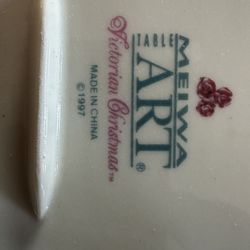 MEIWA
TABLE
ART®
Victorian Christmas™
MADE IN CHINA
©1997